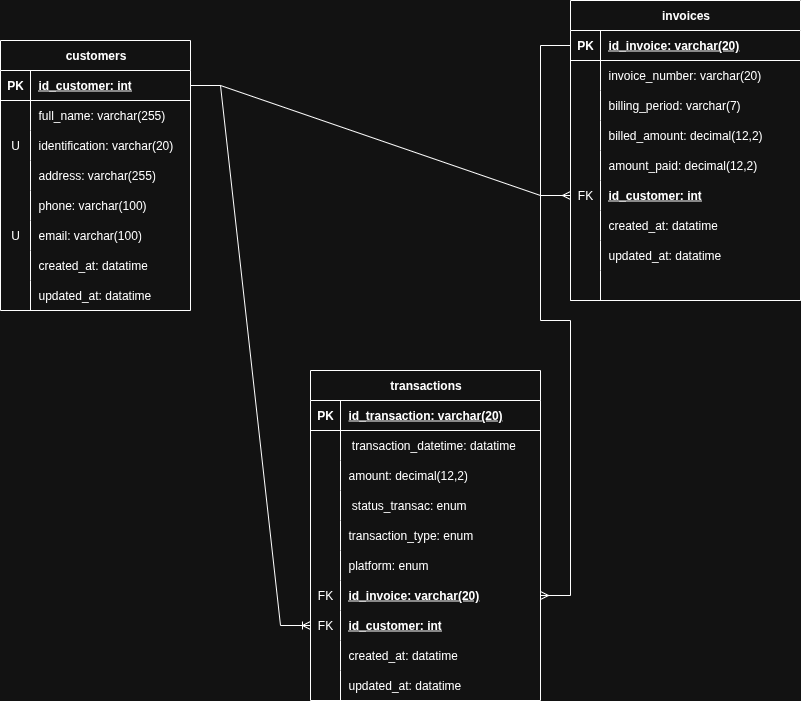 customers
PK id_customer: int
full_name: varchar(255)
U identification: varchar(20)
address: varchar(255)
phone: varchar(100)
U email: varchar(100)
created_at: datatime
updated_at: datatime
invoices
PK id_invoice: varchar(20)
invoice_number: varchar(20)
billing_period: varchar(7)
billed_amount: decimal(12,2)
amount_paid: decimal(12,2)
FK id_customer: int
created_at: datatime
updated_at: datatime
transactions
PK id_transaction: varchar(20)
transaction_datetime: datatime
amount: decimal(12,2)
status_transac: enum
transaction_type: enum
platform: enum
FK id_invoice: varchar(20)
FK id_customer: int
created_at: datatime
updated_at: datatime